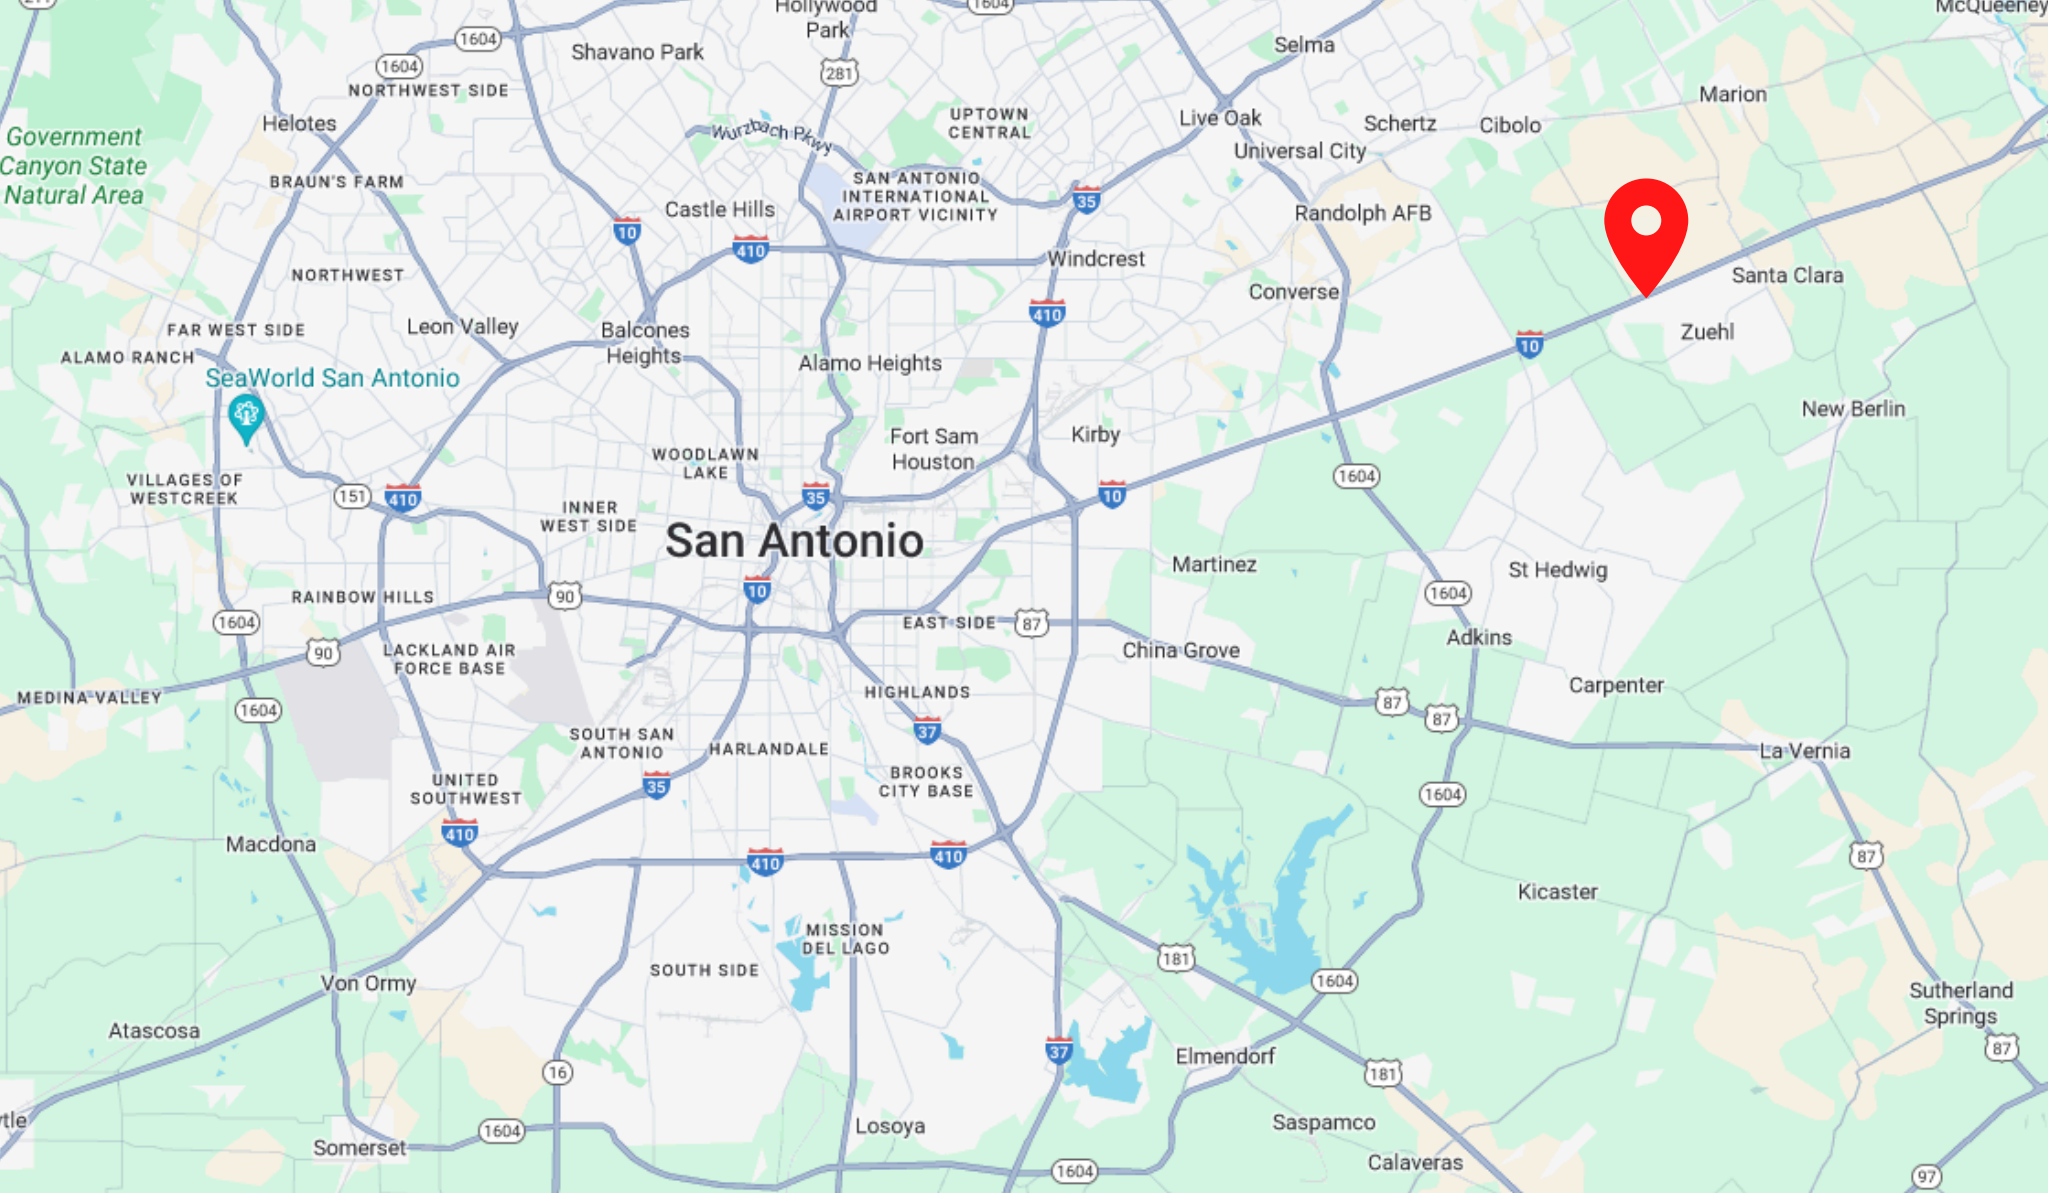 211
Hollywood
Park
1604
McQueeney
1604
Shavano Park
Selma
1604
281
NORTHWEST SIDE
Marion
Helotes
UPTOWN
CENTRAL
Live Oak
Schertz
Cibolo
Wurzbach Pkwy
Government
Canyon State
Natural Area
Universal City
BRAUN'S FARM
SAN ANTONIO
INTERNATIONAL
AIRPORT VICINITY
35
Castle Hills
Randolph AFB
10
410
Windcrest
NORTHWEST
Santa Clara
Converse
410
FAR WEST SIDE
Leon Valley
Balcones
Heights
Zuehl
10
ALAMO RANCH
Alamo Heights
SeaWorld San Antonio
New Berlin
Fort Sam
Houston
Kirby
WOODLAWN
LAKE
1604
VILLAGES OF
WESTCREEK
151
410
35
10
INNER
WEST SIDE
San Antonio
Martinez
St Hedwig
10
90
RAINBOW HILLS
1604
1604
EAST SIDE
87
Adkins
90
LACKLAND AIR
FORCE BASE
China Grove
MEDINA VALLEY
HIGHLANDS
Carpenter
1604
87
87
37
SOUTH SAN
ANTONIO
HARLANDALE
La Vernia
35
UNITED
SOUTHWEST
BROOKS
CITY BASE
1604
410
Macdona
410
410
87
Kicaster
MISSION
DEL LAGO
181
SOUTH SIDE
Von Ormy
1604
Sutherland
Springs
Atascosa
37
Elmendorf
87
16
181
tle
Losoya
Saspamco
1604
Somerset
1604
Calaveras
97